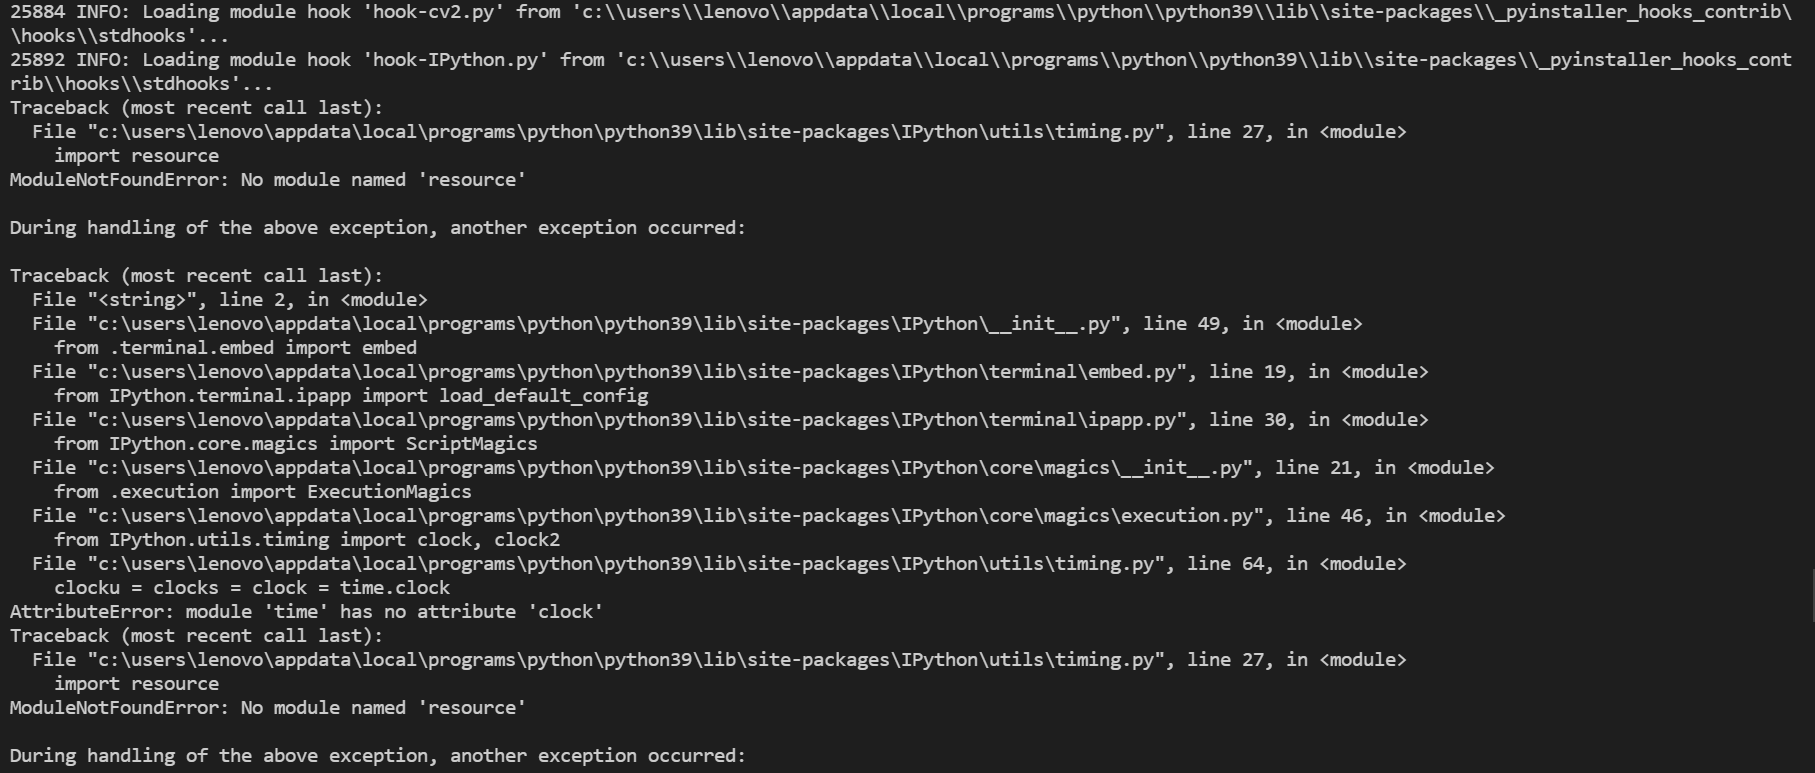 25884 INFO: Loading module hook 'hook-cv2.py' from 'c:\\users\\lenovo\\appdata\\local\\programs\\python\\python39\\lib\\site-packages\\_pyinstaller_hooks_contrib\
\hooks\\stdhooks'...
25892 INFO: Loading module hook 'hook-IPython.py' from 'c:\\users\\lenovo\\appdata\\local\\programs\\python\\python39\\lib\\site-packages\\_pyinstaller_hooks_cont
rib\\hooks\\stdhooks'...
Traceback (most recent call last):
  File "c:\users\lenovo\appdata\local\programs\python\python39\lib\site-packages\IPython\utils\timing.py", line 27, in <module>
    import resource
ModuleNotFoundError: No module named 'resource'

During handling of the above exception, another exception occurred:

Traceback (most recent call last):
  File "<string>", line 2, in <module>
  File "c:\users\lenovo\appdata\local\programs\python\python39\lib\site-packages\IPython\__init__.py", line 49, in <module>
    from .terminal.embed import embed
  File "c:\users\lenovo\appdata\local\programs\python\python39\lib\site-packages\IPython\terminal\embed.py", line 19, in <module>
    from IPython.terminal.ipapp import load_default_config
  File "c:\users\lenovo\appdata\local\programs\python\python39\lib\site-packages\IPython\terminal\ipapp.py", line 30, in <module>
    from IPython.core.magics import ScriptMagics
  File "c:\users\lenovo\appdata\local\programs\python\python39\lib\site-packages\IPython\core\magics\__init__.py", line 21, in <module>
    from .execution import ExecutionMagics
  File "c:\users\lenovo\appdata\local\programs\python\python39\lib\site-packages\IPython\core\magics\execution.py", line 46, in <module>
    from IPython.utils.timing import clock, clock2
  File "c:\users\lenovo\appdata\local\programs\python\python39\lib\site-packages\IPython\utils\timing.py", line 64, in <module>
    clocku = clocks = clock = time.clock
AttributeError: module 'time' has no attribute 'clock'
Traceback (most recent call last):
  File "c:\users\lenovo\appdata\local\programs\python\python39\lib\site-packages\IPython\utils\timing.py", line 27, in <module>
    import resource
ModuleNotFoundError: No module named 'resource'

During handling of the above exception, another exception occurred: